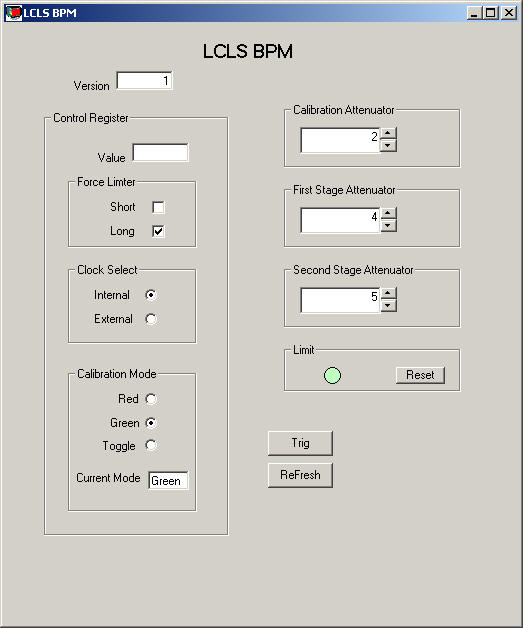 LCLS BPM
LCLS BPM
Version 1
Control Register
Value
Force Limter
Short
Long
Clock Select
Internal
External
Calibration Mode
Red
Green
Toggle
Current Mode Green
Calibration Attenuator
2
First Stage Attenuator
4
Second Stage Attenuator
5
Limit
Reset
Trig
ReFresh